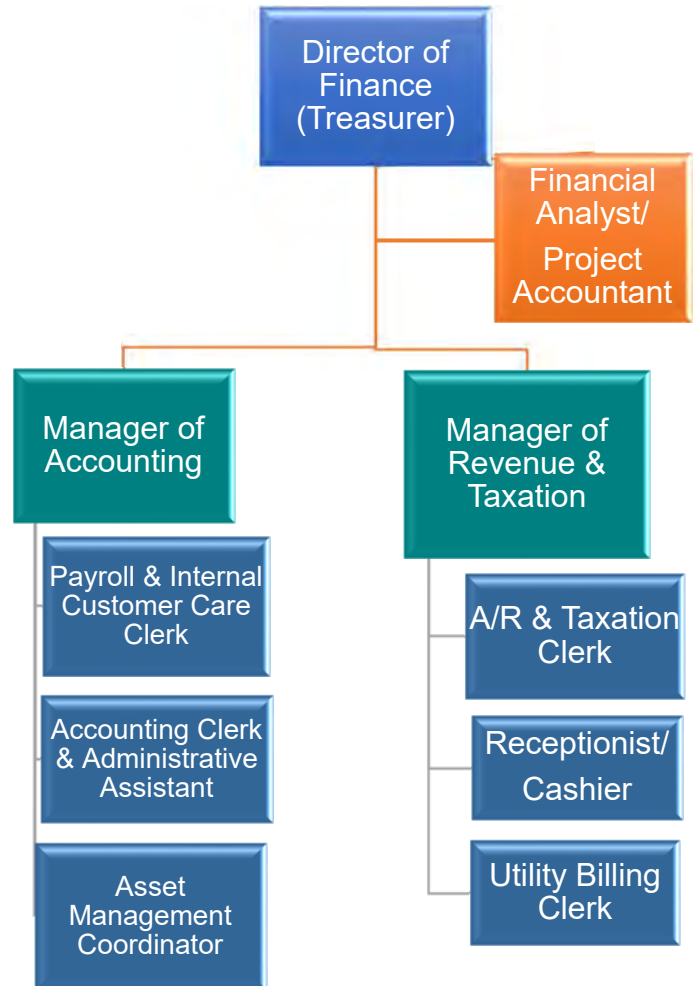 Director of
Finance
(Treasurer)
Financial
Analyst/
Project
Accountant
Manager of
Accounting
Manager of
Revenue &
Taxation
Payroll & Internal
Customer Care
Clerk
Accounting Clerk
& Administrative
Assistant
Asset
Management
Coordinator
A/R & Taxation
Clerk
Receptionist/
Cashier
Utility Billing
Clerk